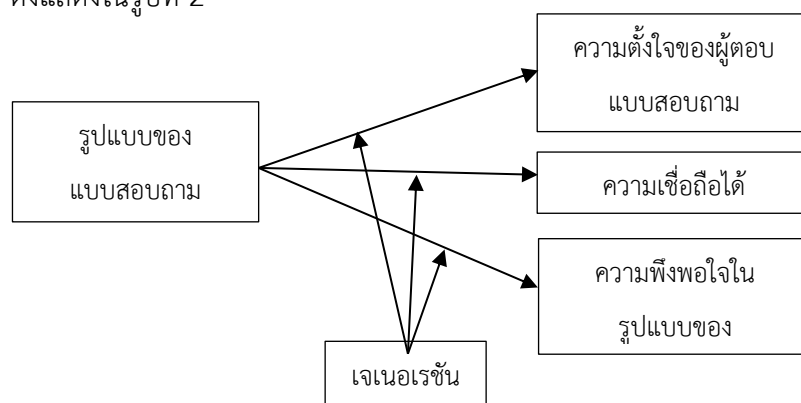 ดังแสดงในรูปที่ 2
ความตั้งใจของผู้ตอบ
แบบสอบถาม
รูปแบบของ
แบบสอบถาม
ความเชื่อถือได้
ความพึงพอใจใน
รูปแบบของ
เจเนอเรชัน